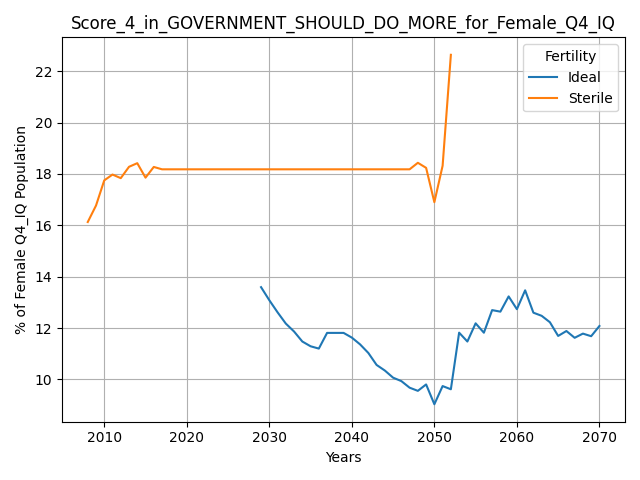 Score_4_in_GOVERNMENT_SHOULD_DO_MORE_for_Female_Q4_IQ
Fertility
Ideal
Sterile
% of Female Q4_IQ Population
22
20
18
16
14
12
10
2010
2020
2030
2040
2050
2060
2070
Years